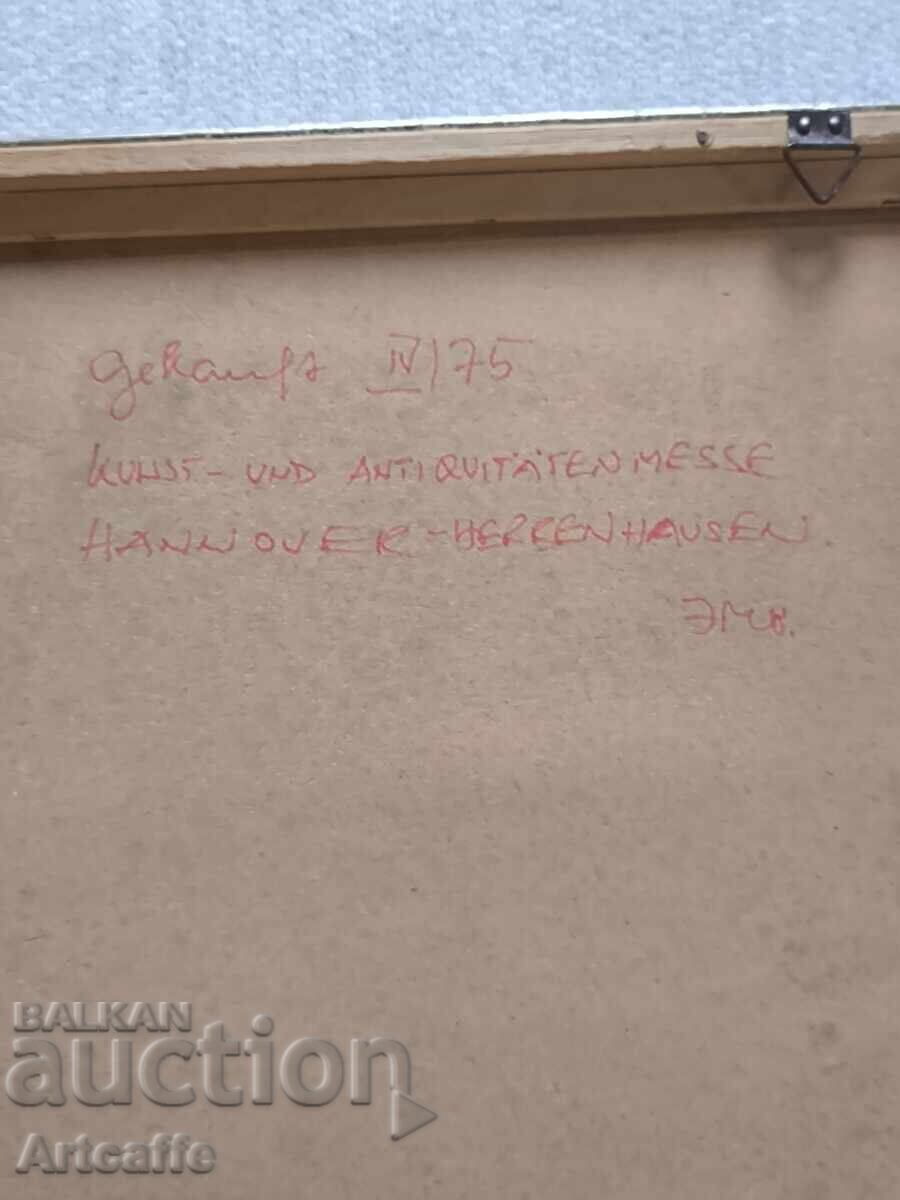 Gekauft IV/75
KUNST- UND ANTIQUITÄTENMESSE
HANNOVER-HERRENHAUSEN.
BALKAN
auction
Artcaffe